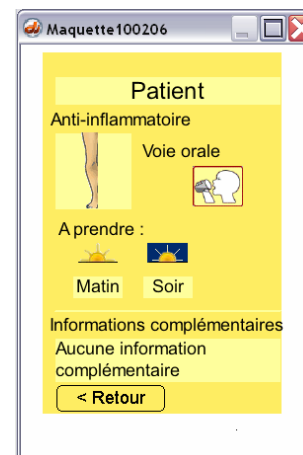 Maquette100206
Patient
Anti-inflammatoire
Voie orale
A prendre :
Matin Soir
Informations complémentaires
Aucune information
complémentaire
< Retour